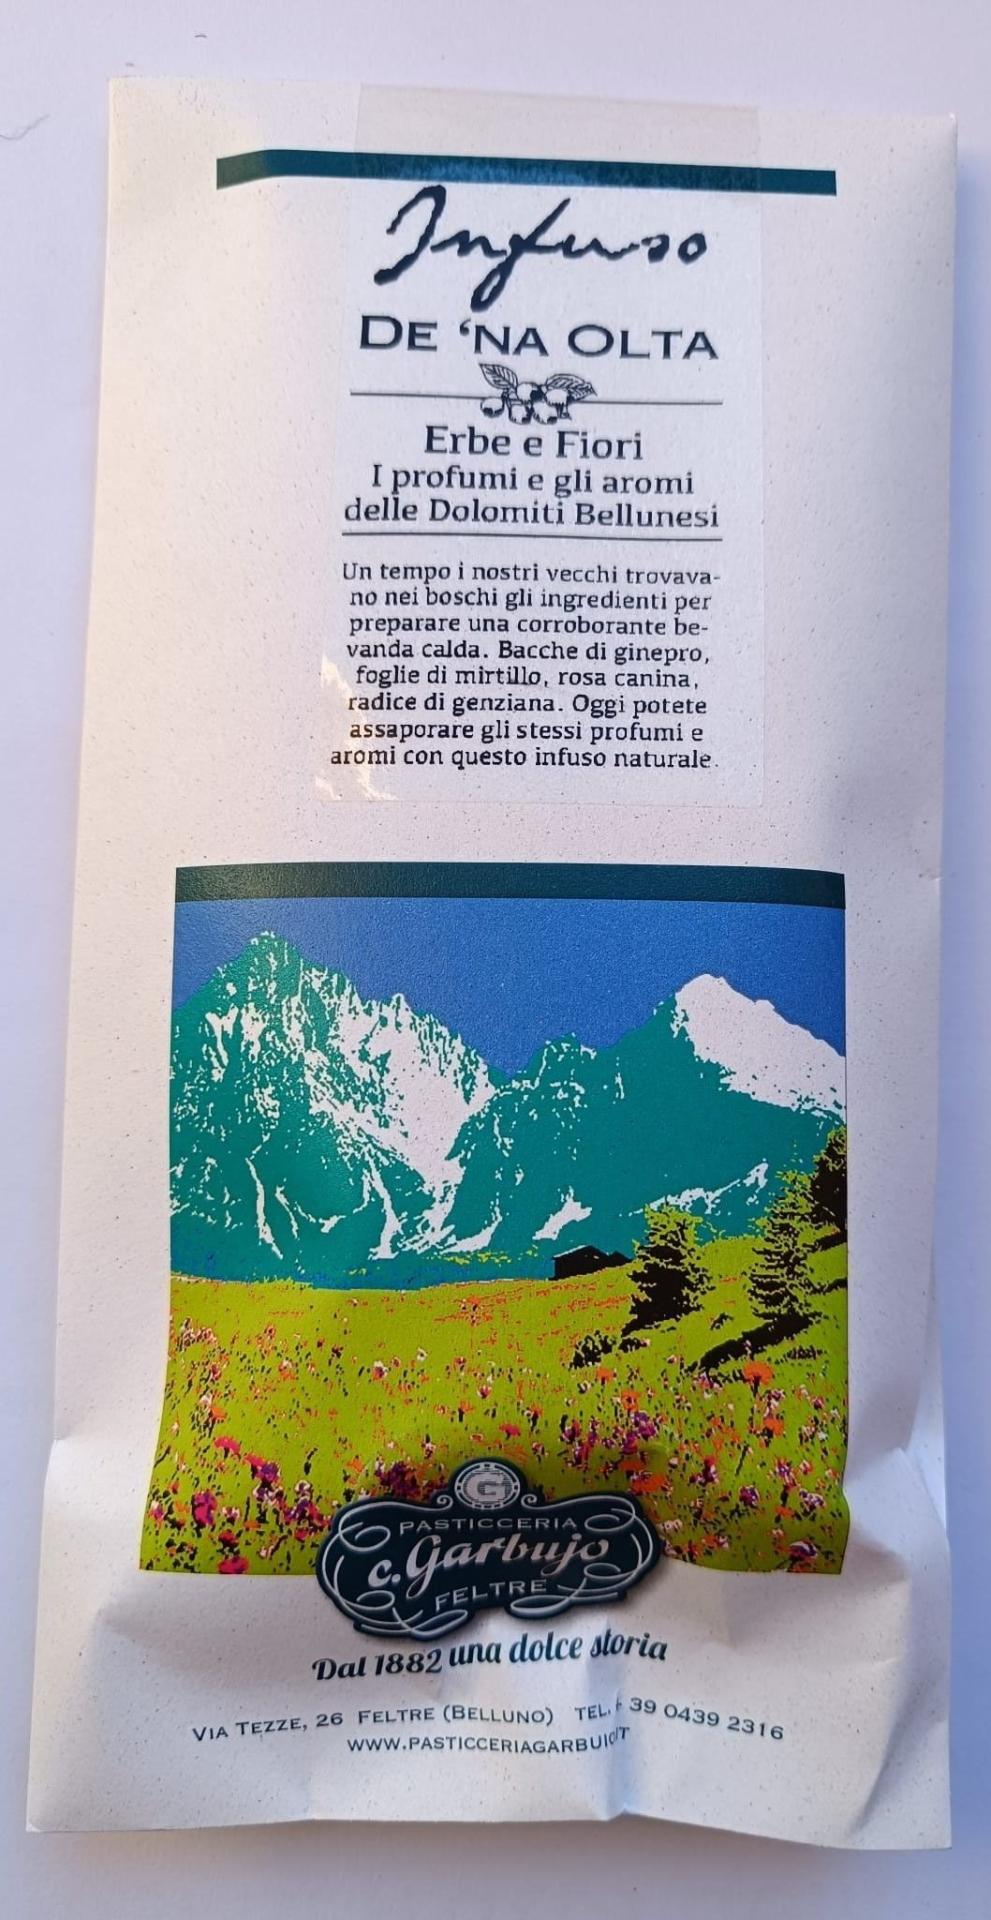 Infuso
DE 'NA OLTA
Erbe e Fiori
I profumi e gli aromi
delle Dolomiti Bellunesi
Un tempo i nostri vecchi trovava-
no nei boschi gli ingredienti per
preparare una corroborante be-
vanda calda. Bacche di ginepro,
foglie di mirtillo, rosa canina,
radice di genziana. Oggi potete
assaporare gli stessi profumi e
aromi con questo infuso naturale.
G
PASTICCERIA
c.Garbujo
FELTRE
Dal 1882 una dolce storia
VIA TEZZE, 26 FELTRE (BELLUNO) TEL. + 39 0439 2316